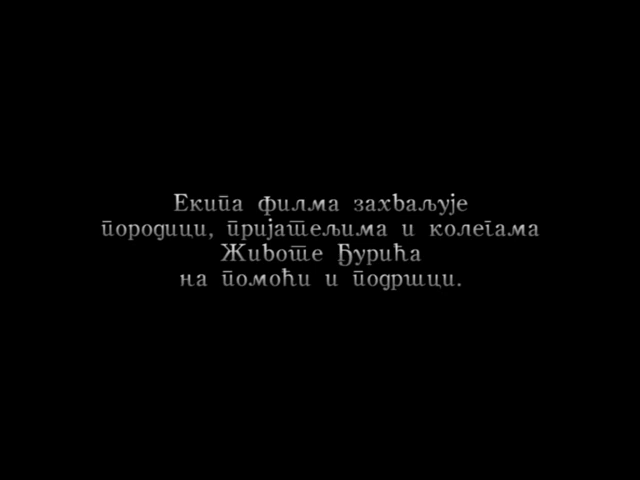 Екипа филма захваљује
породици, пријатељима и колегама
Животе Ђурића
на помоћи и подршци.